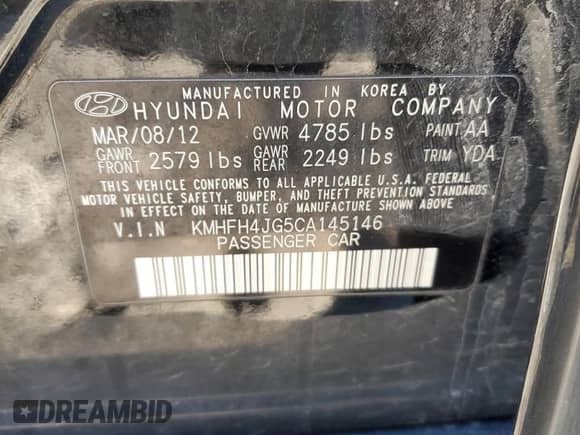 MANUFACTURED IN KOREA BY
HYUNDAI MOTOR COMPANY
MAR/08/12 GVWR 4785 lbs PAINT AA
GAWR FRONT 2579 lbs GAWR REAR 2249 lbs TRIM YDA
THIS VEHICLE CONFORMS TO ALL APPLICABLE U.S.A. FEDERAL
MOTOR VEHICLE SAFETY, BUMPER, AND THEFT PREVENTION STANDARDS
IN EFFECT ON THE DATE OF MANUFACTURE SHOWN ABOVE
V.I.N KMHFH4JG5CA145146
PASSENGER CAR
DREAMBID